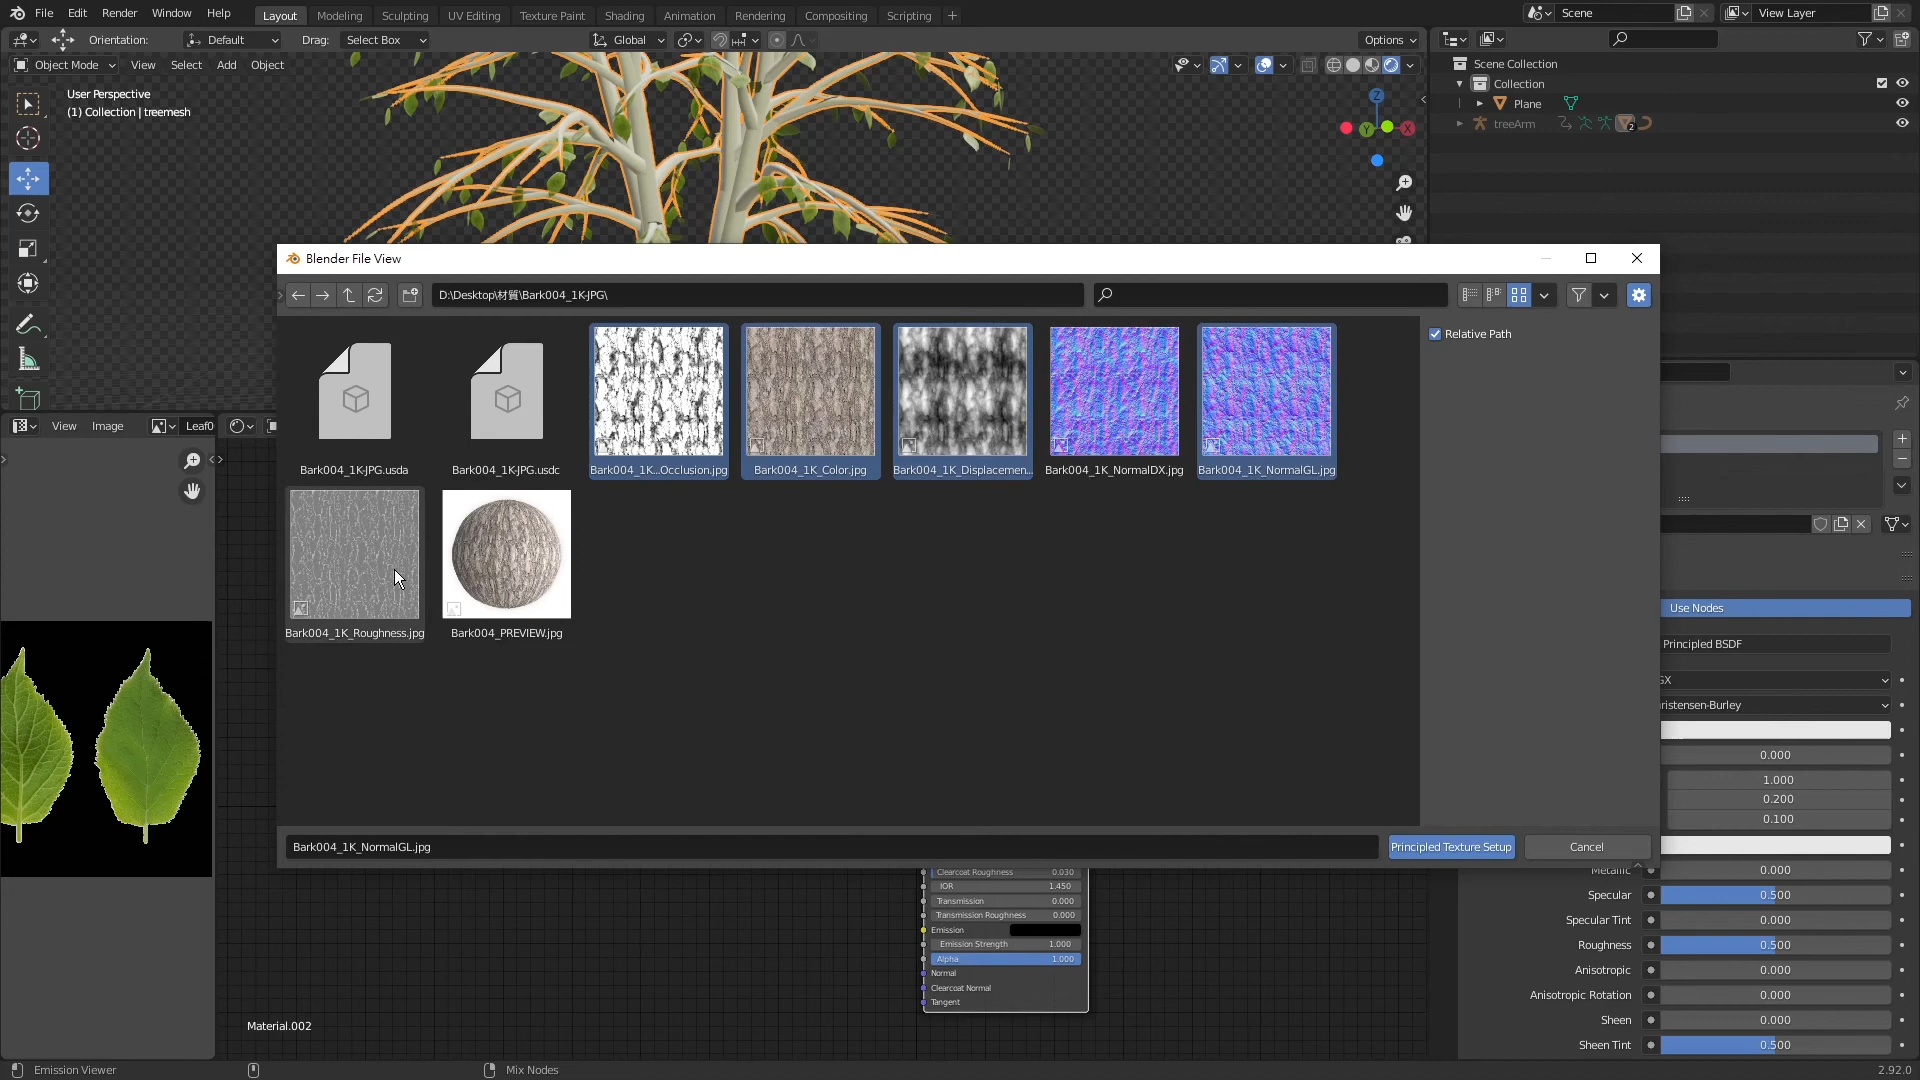 File Edit Render Window Help
Layout Modeling Sculpting UV Editing Texture Paint Shading Animation Rendering Compositing Scripting +
Scene View Layer
Orientation: Default Drag: Select Box Global Options
Object Mode View Select Add Object
User Perspective
(1) Collection | treemesh
Z
Y X
Scene Collection
Collection
Plane
treeArm 2
Blender File View
D:\Desktop\材質\Bark004_1K-JPG\
Relative Path
Bark004_1K-JPG.usda
Bark004_1K-JPG.usdc
Bark004_1K...Occlusion.jpg
Bark004_1K_Color.jpg
Bark004_1K_Displacemen...
Bark004_1K_NormalDX.jpg
Bark004_1K_NormalGL.jpg
Bark004_1K_Roughness.jpg
Bark004_PREVIEW.jpg
Bark004_1K_NormalGL.jpg
Principled Texture Setup
Cancel
View Image Leaf0
Use Nodes
Principled BSDF
GX
ristensen-Burley
0.000
1.000
0.200
0.100
Metallic 0.000
Specular 0.500
Specular Tint 0.000
Roughness 0.500
Anisotropic 0.000
Anisotropic Rotation 0.000
Sheen 0.000
Sheen Tint 0.500
Clearcoat Roughness 0.030
IOR 1.450
Transmission 0.000
Transmission Roughness 0.000
Emission
Emission Strength 1.000
Alpha 1.000
Normal
Clearcoat Normal
Tangent
Material.002
Emission Viewer
Mix Nodes
2.92.0